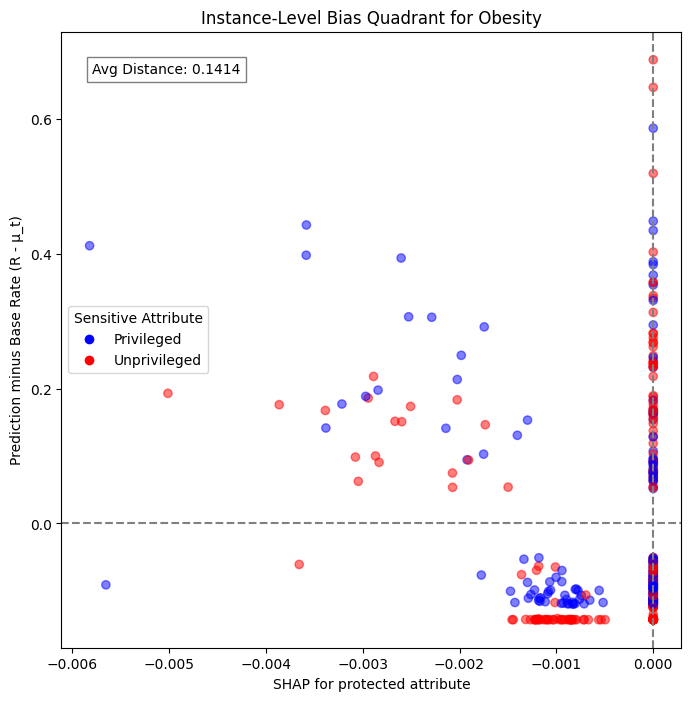 Instance-Level Bias Quadrant for Obesity
Avg Distance: 0.1414
Prediction minus Base Rate (R - μ_t)
0.6
0.4
0.2
0.0
Sensitive Attribute
Privileged
Unprivileged
−0.006 −0.005 −0.004 −0.003 −0.002 −0.001 0.000
SHAP for protected attribute